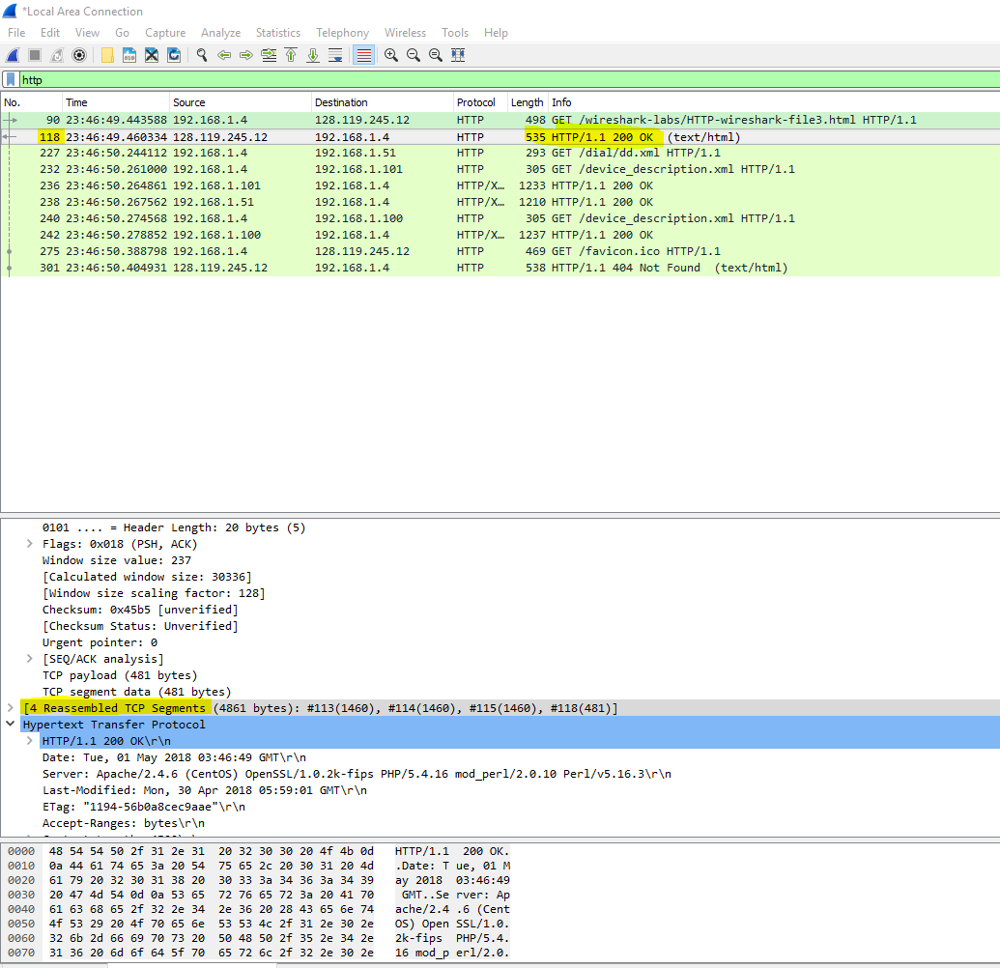 *Local Area Connection
File Edit View Go Capture Analyze Statistics Telephony Wireless Tools Help
http
No. Time Source Destination Protocol Length Info
90 23:46:49.443588 192.168.1.4 128.119.245.12 HTTP 498 GET /wireshark-labs/HTTP-wireshark-file3.html HTTP/1.1
118 23:46:49.460334 128.119.245.12 192.168.1.4 HTTP 535 HTTP/1.1 200 OK (text/html)
227 23:46:50.244112 192.168.1.4 192.168.1.51 HTTP 293 GET /dial/dd.xml HTTP/1.1
232 23:46:50.261000 192.168.1.4 192.168.1.101 HTTP 305 GET /device_description.xml HTTP/1.1
236 23:46:50.264861 192.168.1.101 192.168.1.4 HTTP/X… 1233 HTTP/1.1 200 OK
238 23:46:50.267562 192.168.1.51 192.168.1.4 HTTP/X… 1210 HTTP/1.1 200 OK
240 23:46:50.274568 192.168.1.4 192.168.1.100 HTTP 305 GET /device_description.xml HTTP/1.1
242 23:46:50.278852 192.168.1.100 192.168.1.4 HTTP/X… 1237 HTTP/1.1 200 OK
275 23:46:50.388798 192.168.1.4 128.119.245.12 HTTP 469 GET /favicon.ico HTTP/1.1
301 23:46:50.404931 128.119.245.12 192.168.1.4 HTTP 538 HTTP/1.1 404 Not Found (text/html)
0101 .... = Header Length: 20 bytes (5)
Flags: 0x018 (PSH, ACK)
Window size value: 237
[Calculated window size: 30336]
[Window size scaling factor: 128]
Checksum: 0x45b5 [unverified]
[Checksum Status: Unverified]
Urgent pointer: 0
[SEQ/ACK analysis]
TCP payload (481 bytes)
TCP segment data (481 bytes)
[4 Reassembled TCP Segments (4861 bytes): #113(1460), #114(1460), #115(1460), #118(481)]
Hypertext Transfer Protocol
HTTP/1.1 200 OK\r\n
Date: Tue, 01 May 2018 03:46:49 GMT\r\n
Server: Apache/2.4.6 (CentOS) OpenSSL/1.0.2k-fips PHP/5.4.16 mod_perl/2.0.10 Perl/v5.16.3\r\n
Last-Modified: Mon, 30 Apr 2018 05:59:01 GMT\r\n
ETag: "1194-56b0a8cec9aae"\r\n
Accept-Ranges: bytes\r\n
0000 48 54 54 50 2f 31 2e 31 20 32 30 30 20 4f 4b 0d HTTP/1.1 200 OK.
0010 0a 44 61 74 65 3a 20 54 75 65 2c 20 30 31 20 4d .Date: T ue, 01 M
0020 61 79 20 32 30 31 38 20 30 33 3a 34 36 3a 34 39 ay 2018 03:46:49
0030 20 47 4d 54 0d 0a 53 65 72 76 65 72 3a 20 41 70 GMT..Se rver: Ap
0040 61 63 68 65 2f 32 2e 34 2e 36 20 28 43 65 6e 74 ache/2.4 .6 (Cent
0050 4f 53 29 20 4f 70 65 6e 53 53 4c 2f 31 2e 30 2e OS) Open SSL/1.0.
0060 32 6b 2d 66 69 70 73 20 50 48 50 2f 35 2e 34 2e 2k-fips PHP/5.4.
0070 31 36 20 6d 6f 64 5f 70 65 72 6c 2f 32 2e 30 2e 16 mod_p erl/2.0.